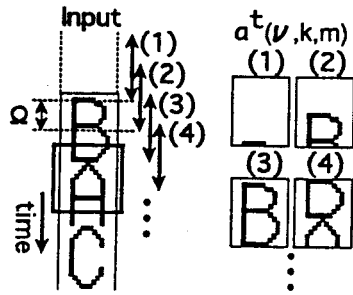 Input
(1)
(2)
(3)
(4)
α
B
B
A
C
time
a^t(ν,k,m)
(1) (2)
B
(3) (4)
B